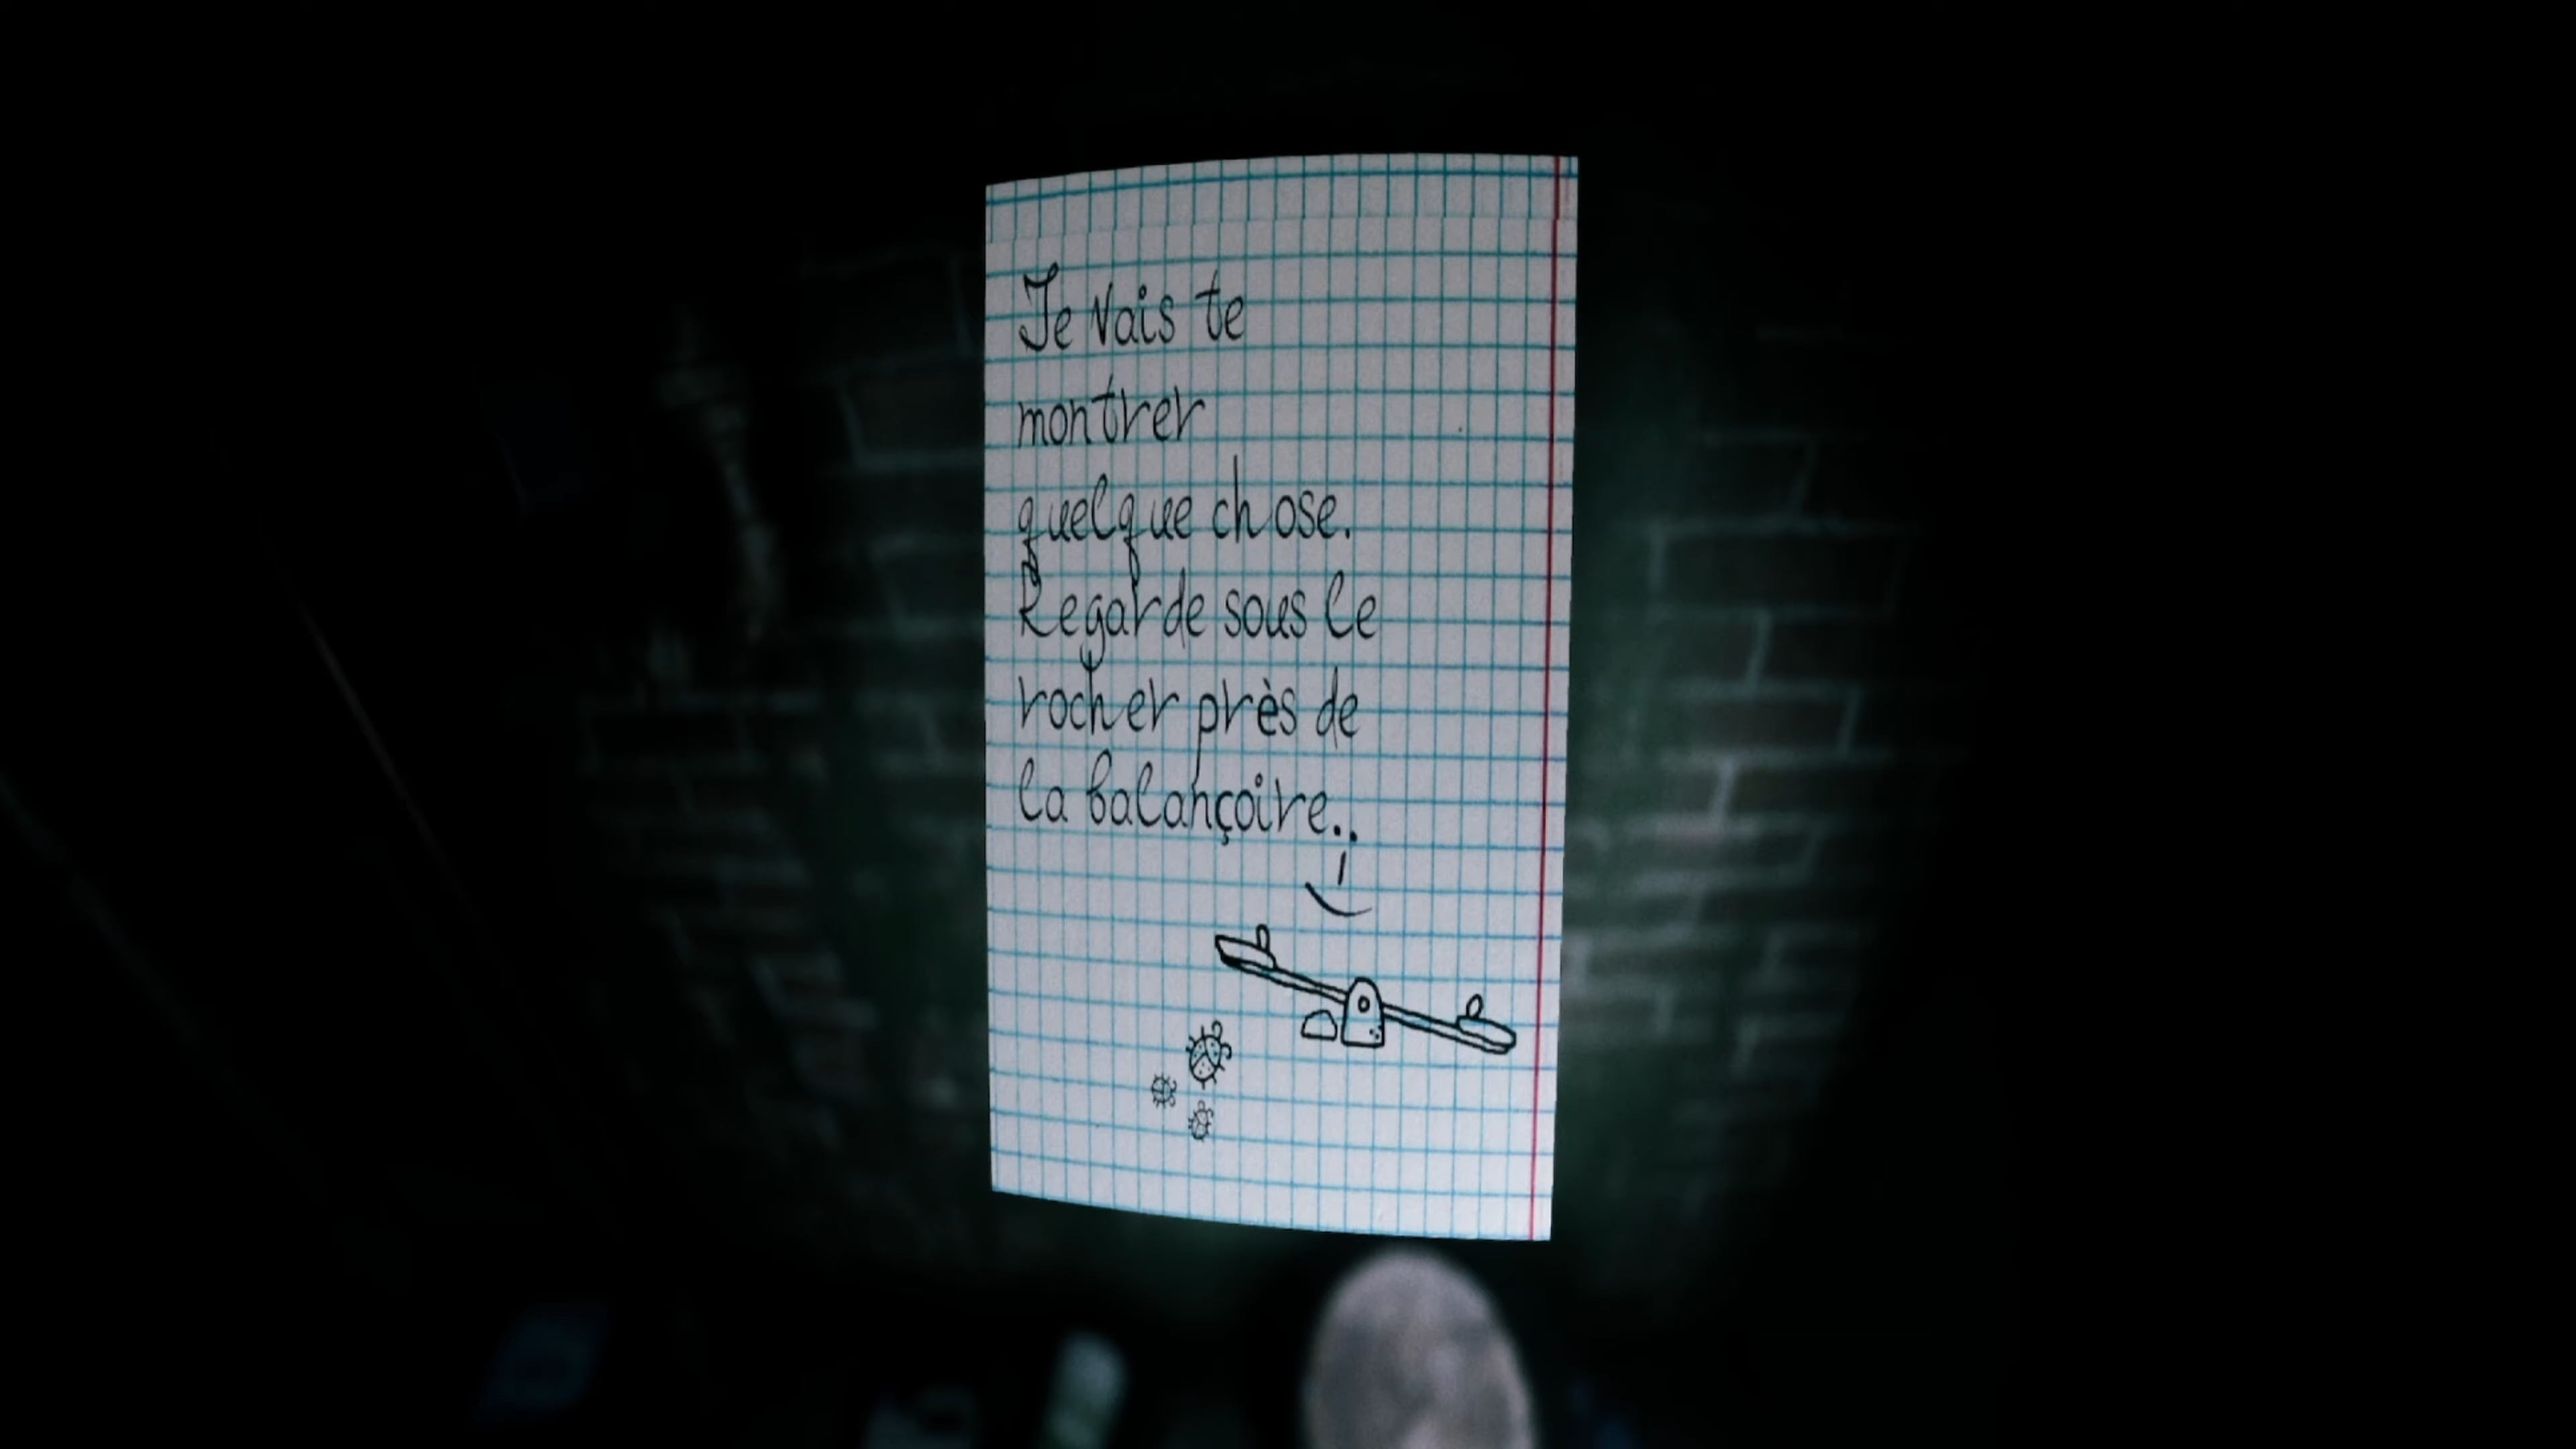 Je vais te
montrer
quelque chose.
Regarde sous le
rocher près de
la balançoire..